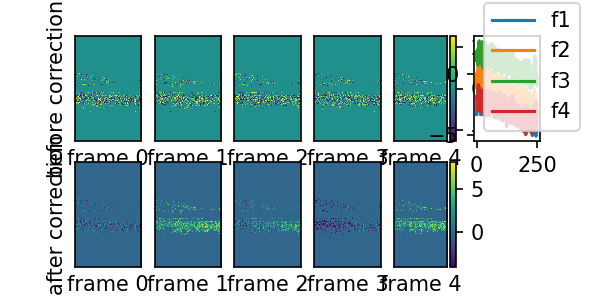 before correction
frame 0
frame 1
frame 2
frame 3
frame 4
0
−5
0
250
f1
f2
f3
f4
after correction
frame 0
frame 1
frame 2
frame 3
frame 4
5
0